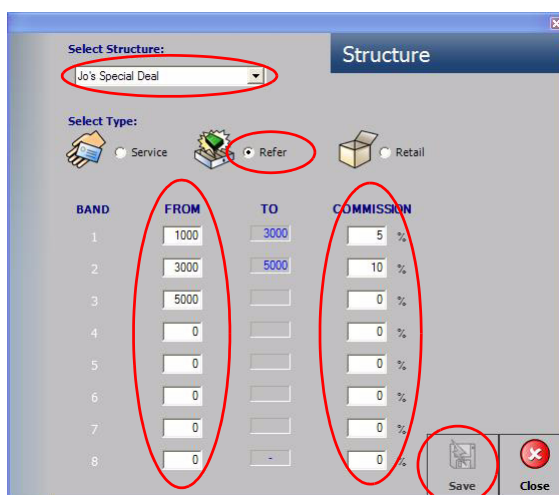 Select Structure:
Structure
Jo's Special Deal
Select Type:
Service Refer Retail
BAND FROM TO COMMISSION
1 1000 3000 5 %
2 3000 5000 10 %
3 5000 0 %
4 0 0 %
5 0 0 %
6 0 0 %
7 0 0 %
8 0 - 0 %
Save Close